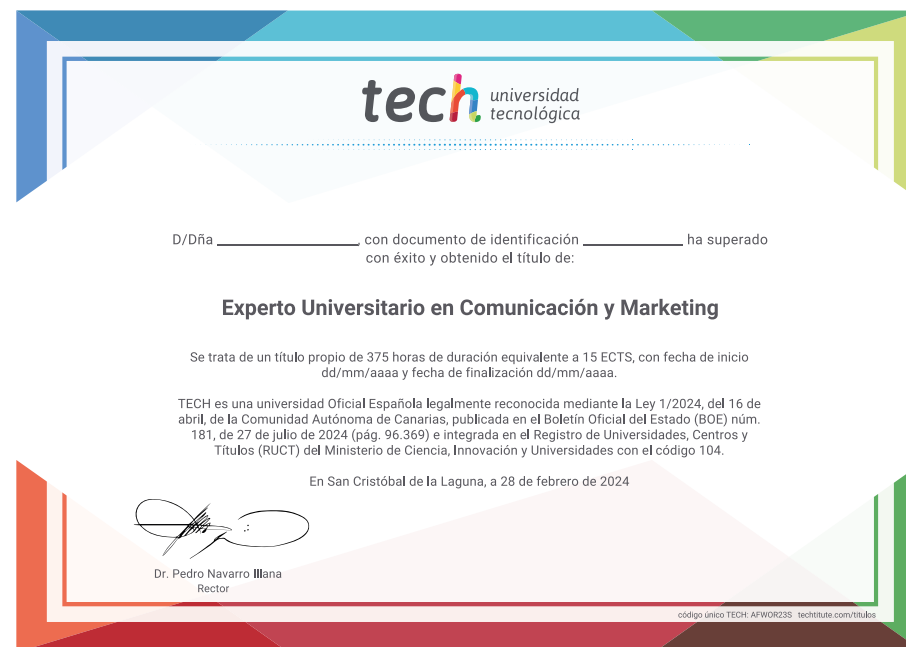 tech universidad
tecnológica
D/Dña ________________, con documento de identificación ___________ ha superado
con éxito y obtenido el título de:
Experto Universitario en Comunicación y Marketing
Se trata de un título propio de 375 horas de duración equivalente a 15 ECTS, con fecha de inicio
dd/mm/aaaa y fecha de finalización dd/mm/aaaa.
TECH es una universidad Oficial Española legalmente reconocida mediante la Ley 1/2024, del 16 de
abril, de la Comunidad Autónoma de Canarias, publicada en el Boletín Oficial del Estado (BOE) núm.
181, de 27 de julio de 2024 (pág. 96.369) e integrada en el Registro de Universidades, Centros y
Títulos (RUCT) del Ministerio de Ciencia, Innovación y Universidades con el código 104.
En San Cristóbal de la Laguna, a 28 de febrero de 2024
Dr. Pedro Navarro Illana
Rector
código único TECH: AFWOR23S techtitute.com/titulos